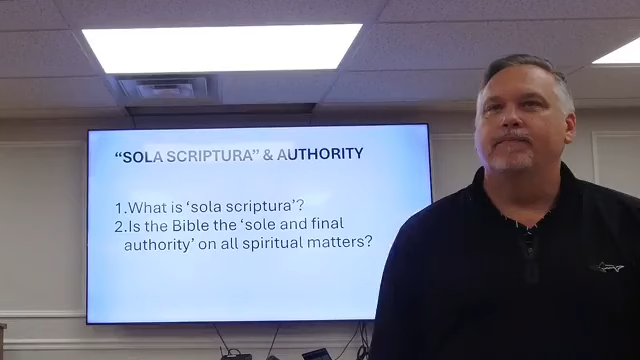 “SOLA SCRIPTURA” & AUTHORITY
1.What is ‘sola scriptura’?
2.Is the Bible the ‘sole and final
authority’ on all spiritual matters?